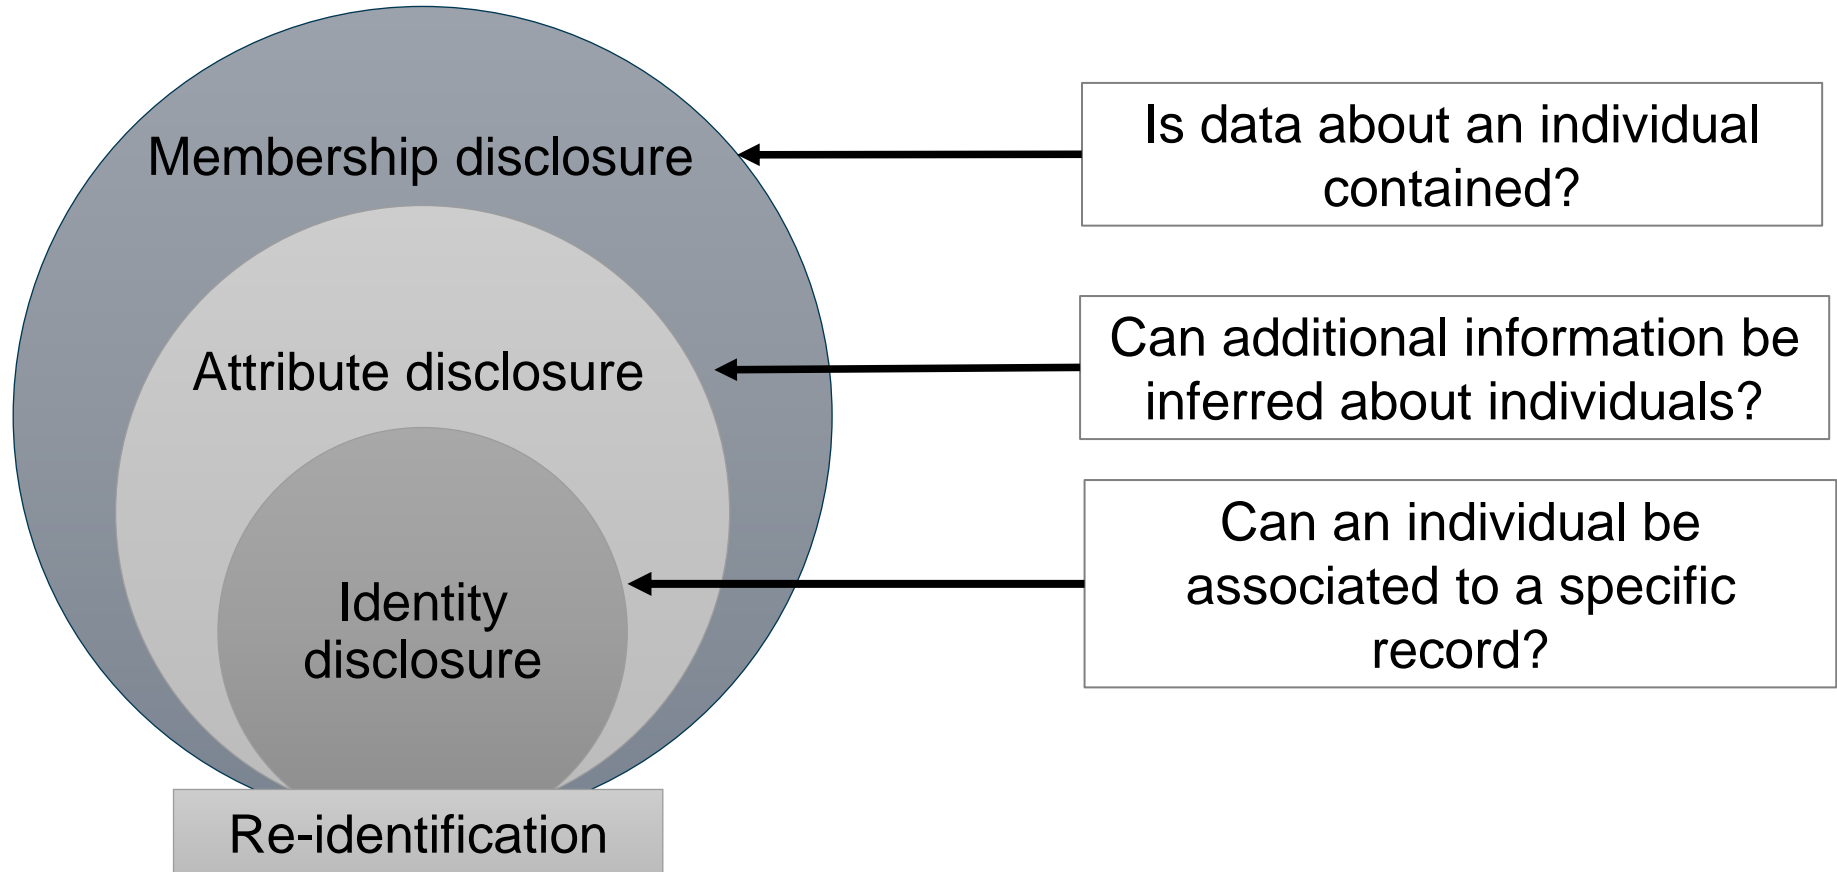 Membership disclosure
Is data about an individual
contained?
Attribute disclosure
Can additional information be
inferred about individuals?
Identity
disclosure
Can an individual be
associated to a specific
record?
Re-identification